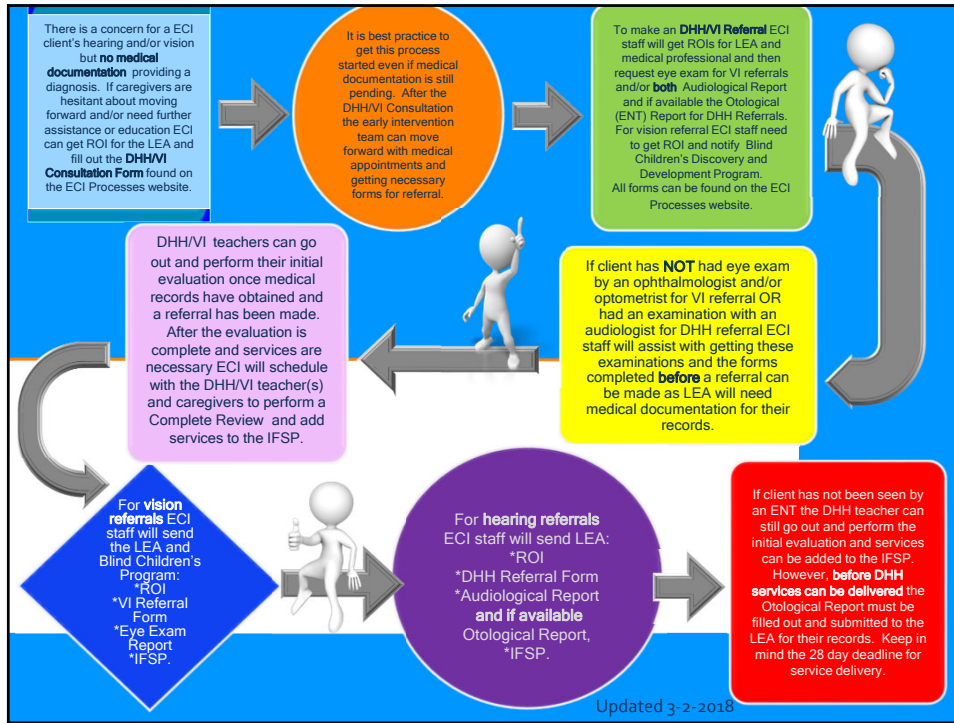 There is a concern for a ECI
client's hearing and/or vision
but no medical
documentation providing a
diagnosis. If caregivers are
hesitant about moving
forward and/or need further
assistance or education ECI
can get ROI for the LEA and
fill out the DHH/VI
Consultation Form found on
the ECI Processes website.
It is best practice to
get this process
started even if medical
documentation is still
pending. After the
DHH/VI Consultation
the early intervention
team can move
forward with medical
appointments and
getting necessary
forms for referral.
To make an DHH/VI Referral ECI
staff will get ROIs for LEA and
medical professional and then
request eye exam for VI referrals
and/or both Audiological Report
and if available the Otological
(ENT) Report for DHH Referrals.
For vision referral ECI staff need
to get ROI and notify Blind
Children's Discovery and
Development Program.
All forms can be found on the ECI
Processes website.
If client has NOT had eye exam
by an ophthalmologist and/or
optometrist for VI referral OR
had an examination with an
audiologist for DHH referral ECI
staff will assist with getting these
examinations and the forms
completed before a referral can
be made as LEA will need
medical documentation for their
records.
DHH/VI teachers can go
out and perform their initial
evaluation once medical
records have obtained and
a referral has been made.
After the evaluation is
complete and services are
necessary ECI will schedule
with the DHH/VI teacher(s)
and caregivers to perform a
Complete Review and add
services to the IFSP.
For vision
referrals ECI
staff will send
the LEA and
Blind Children's
Program:
*ROI
*VI Referral
Form
*Eye Exam
Report
*IFSP.
For hearing referrals
ECI staff will send LEA:
*ROI
*DHH Referral Form
*Audiological Report
and if available
Otological Report,
*IFSP.
If client has not been seen by
an ENT the DHH teacher can
still go out and perform the
initial evaluation and services
can be added to the IFSP.
However, before DHH
services can be delivered the
Otological Report must be
filled out and submitted to the
LEA for their records. Keep in
mind the 28 day deadline for
service delivery.
Updated 3-2-2018